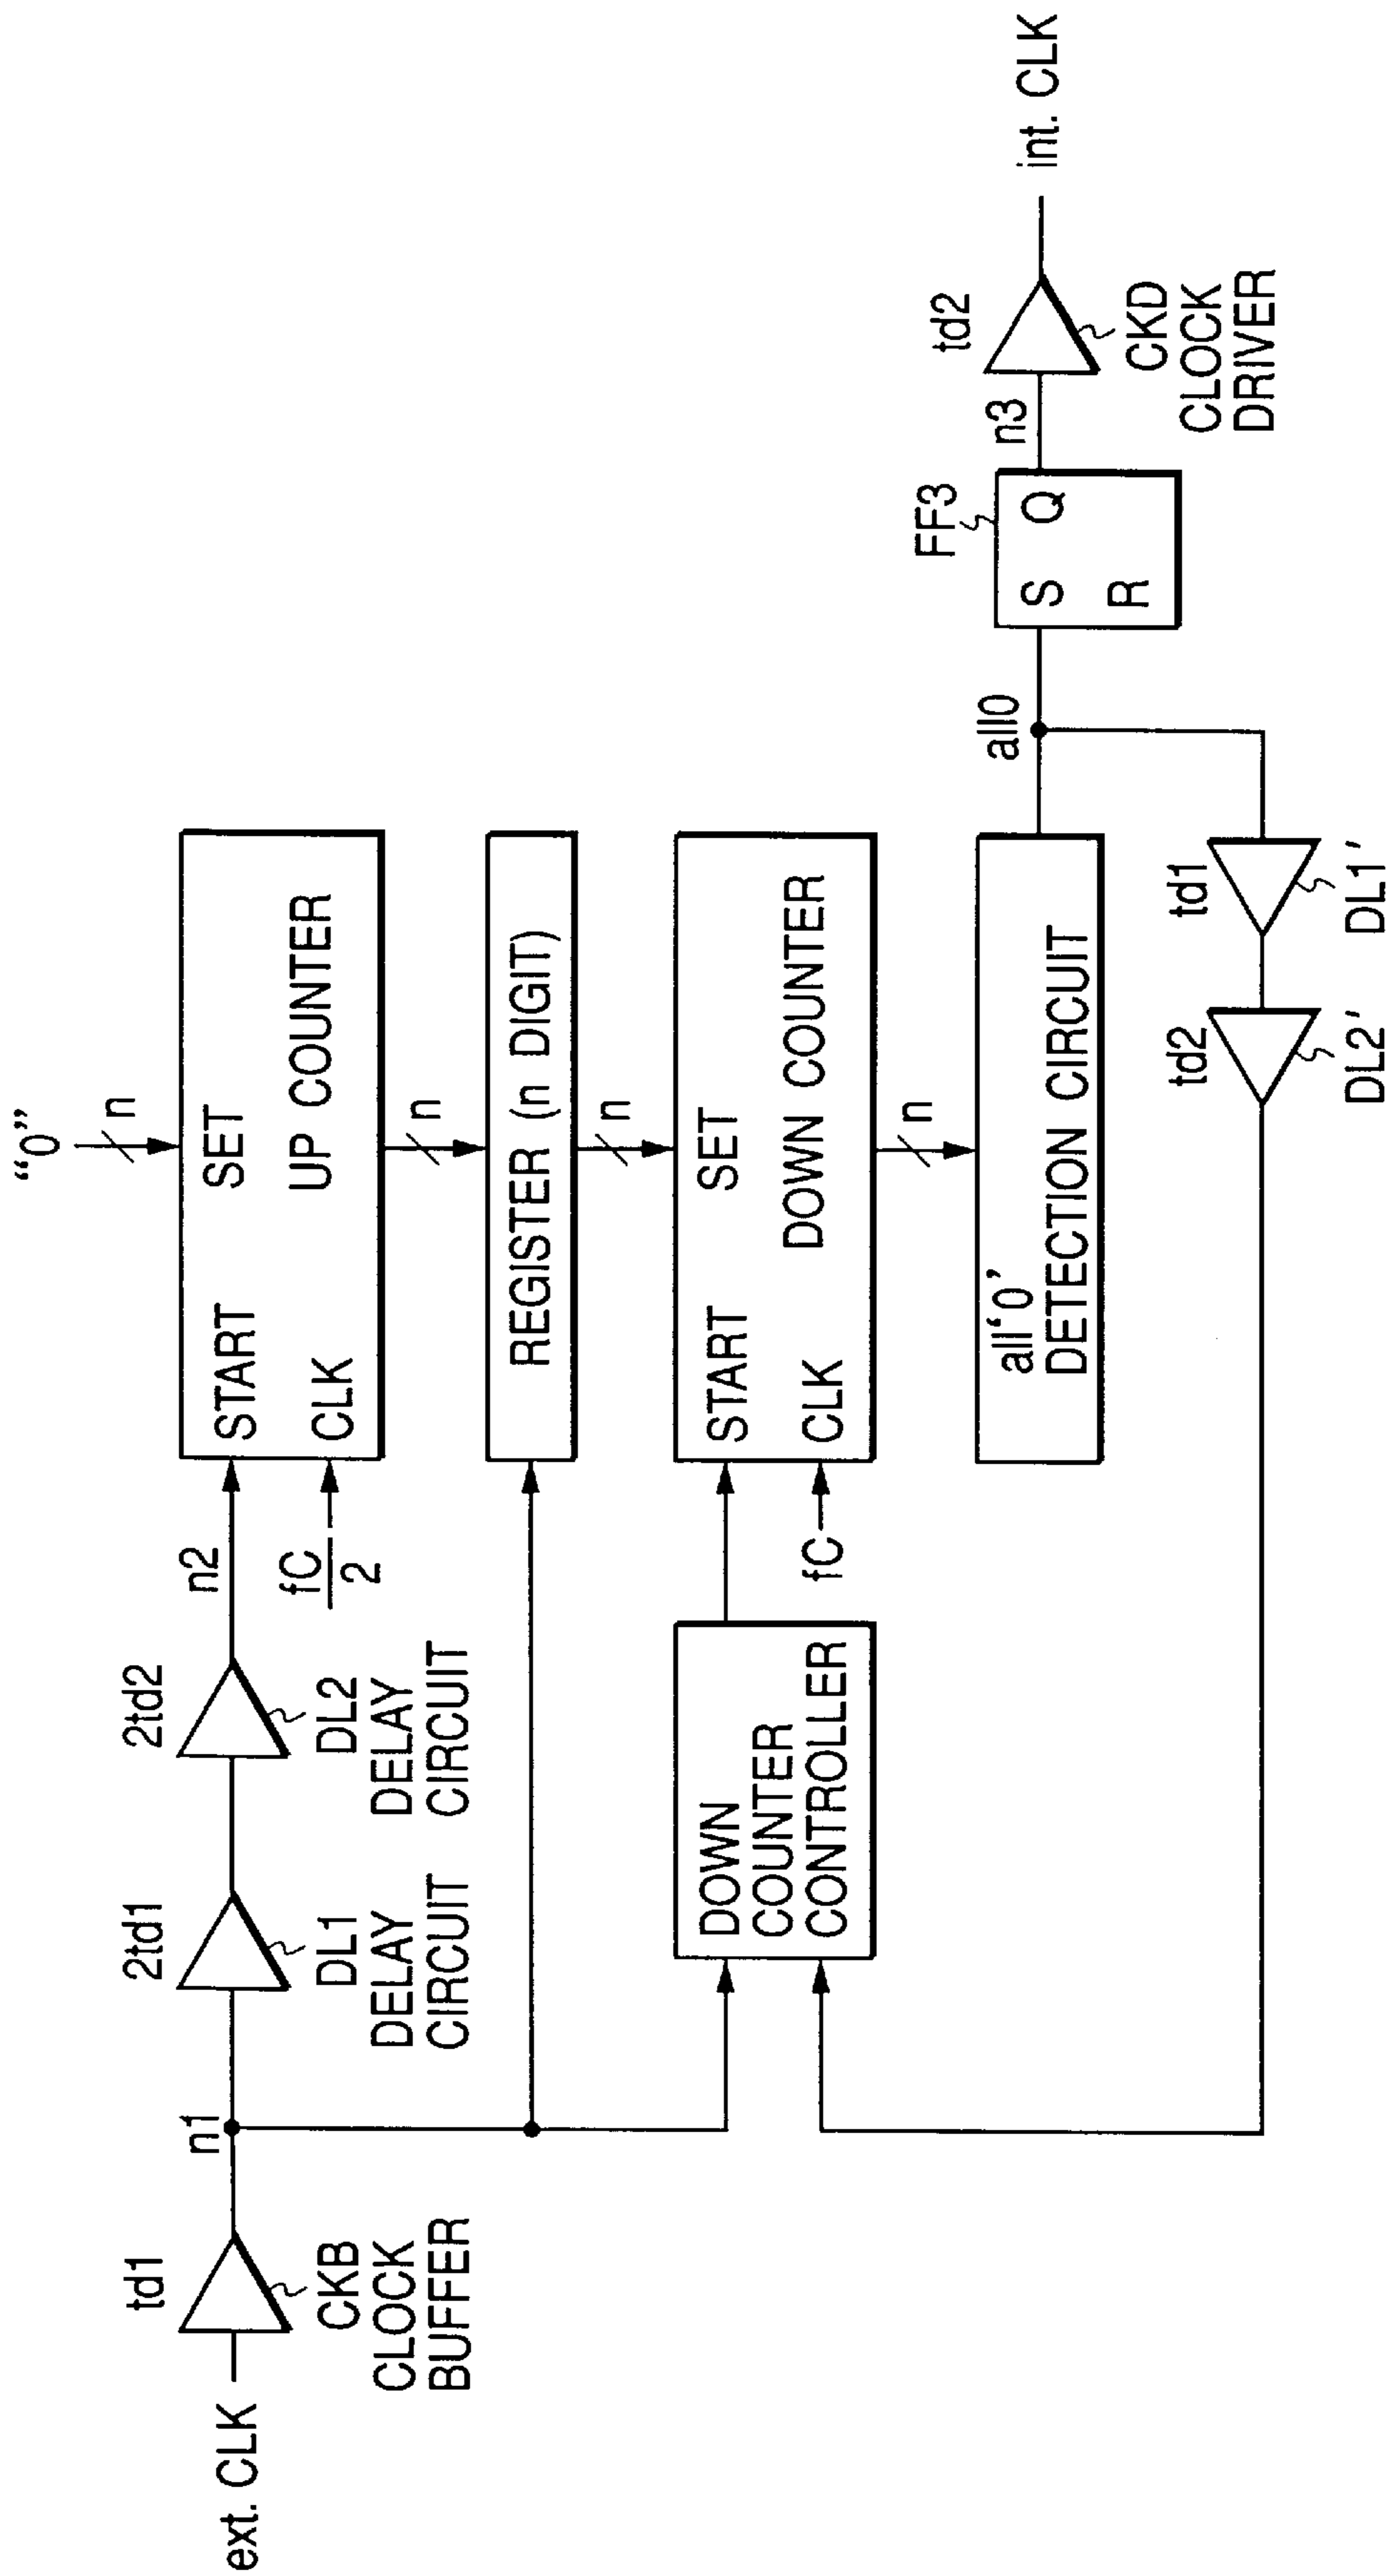 ext. CLK
td1
CKB
CLOCK
BUFFER
n1
2td1
DL1
DELAY
CIRCUIT
2td2
DL2
DELAY
CIRCUIT
n2
fC
2
“0”
n
START
SET
CLK
UP COUNTER
n
REGISTER (n DIGIT)
n
DOWN
COUNTER
CONTROLLER
fC
START
SET
CLK
DOWN COUNTER
n
all‘0’
DETECTION CIRCUIT
all0
td1
DL1’
td2
DL2’
FF3
S Q
R
n3
td2
CKD
CLOCK
DRIVER
int. CLK